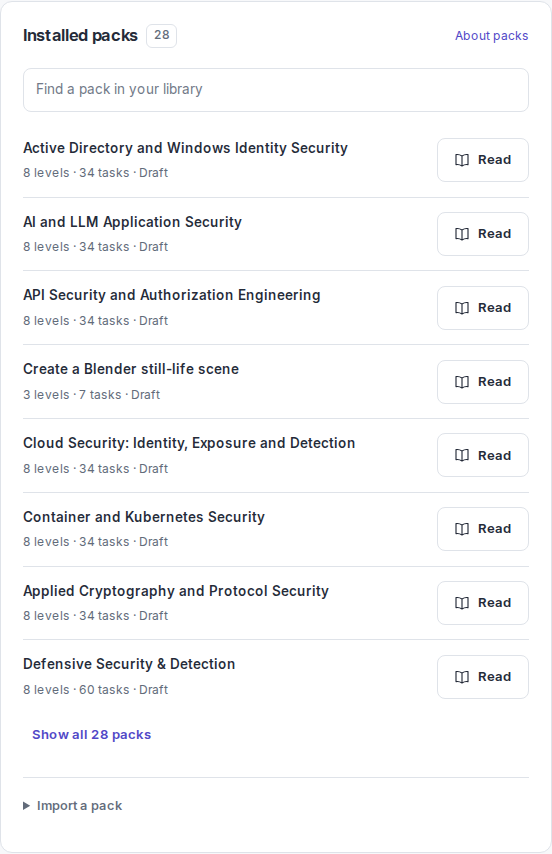 Installed packs 28 About packs
Find a pack in your library
Active Directory and Windows Identity Security
8 levels · 34 tasks · Draft
Read
AI and LLM Application Security
8 levels · 34 tasks · Draft
Read
API Security and Authorization Engineering
8 levels · 34 tasks · Draft
Read
Create a Blender still-life scene
3 levels · 7 tasks · Draft
Read
Cloud Security: Identity, Exposure and Detection
8 levels · 34 tasks · Draft
Read
Container and Kubernetes Security
8 levels · 34 tasks · Draft
Read
Applied Cryptography and Protocol Security
8 levels · 34 tasks · Draft
Read
Defensive Security & Detection
8 levels · 60 tasks · Draft
Read
Show all 28 packs
Import a pack